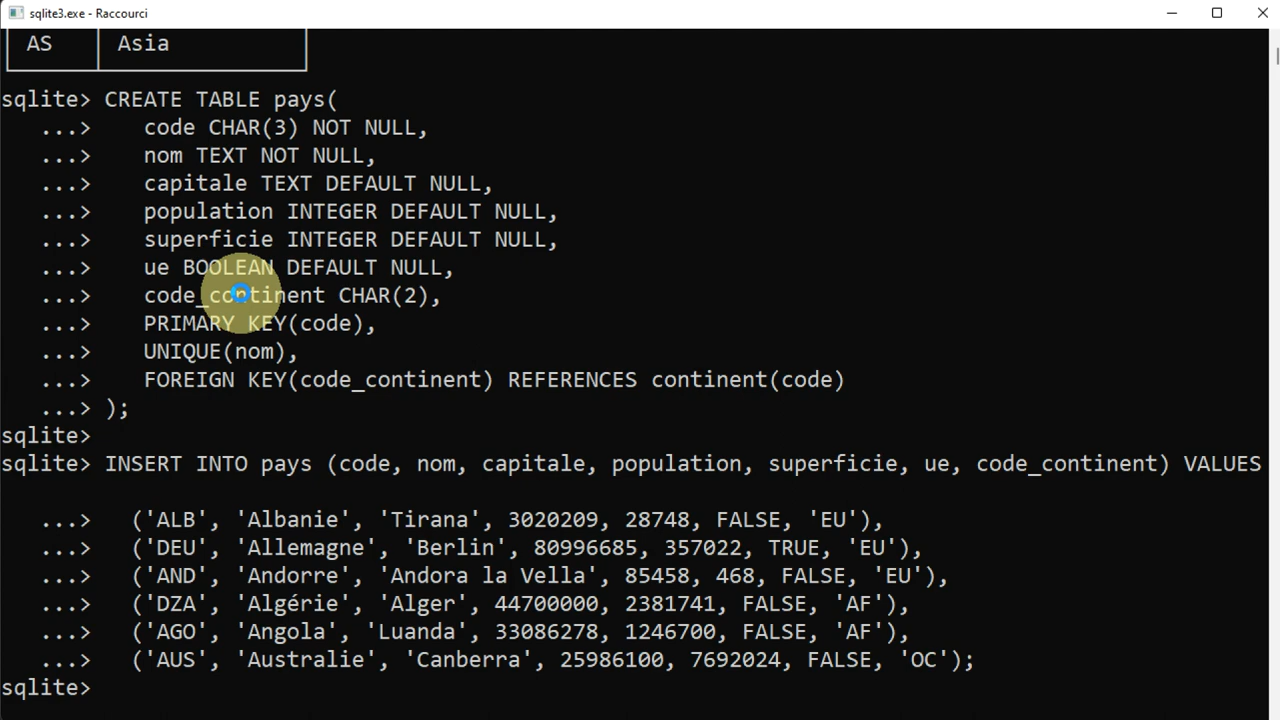 sqlite3.exe - Raccourci
AS Asia
sqlite> CREATE TABLE pays(
...> code CHAR(3) NOT NULL,
...> nom TEXT NOT NULL,
...> capitale TEXT DEFAULT NULL,
...> population INTEGER DEFAULT NULL,
...> superficie INTEGER DEFAULT NULL,
...> ue BOOLEAN DEFAULT NULL,
...> code_continent CHAR(2),
...> PRIMARY KEY(code),
...> UNIQUE(nom),
...> FOREIGN KEY(code_continent) REFERENCES continent(code)
...> );
sqlite>
sqlite> INSERT INTO pays (code, nom, capitale, population, superficie, ue, code_continent) VALUES
...> ('ALB', 'Albanie', 'Tirana', 3020209, 28748, FALSE, 'EU'),
...> ('DEU', 'Allemagne', 'Berlin', 80996685, 357022, TRUE, 'EU'),
...> ('AND', 'Andorre', 'Andora la Vella', 85458, 468, FALSE, 'EU'),
...> ('DZA', 'Algérie', 'Alger', 44700000, 2381741, FALSE, 'AF'),
...> ('AGO', 'Angola', 'Luanda', 33086278, 1246700, FALSE, 'AF'),
...> ('AUS', 'Australie', 'Canberra', 25986100, 7692024, FALSE, 'OC');
sqlite>